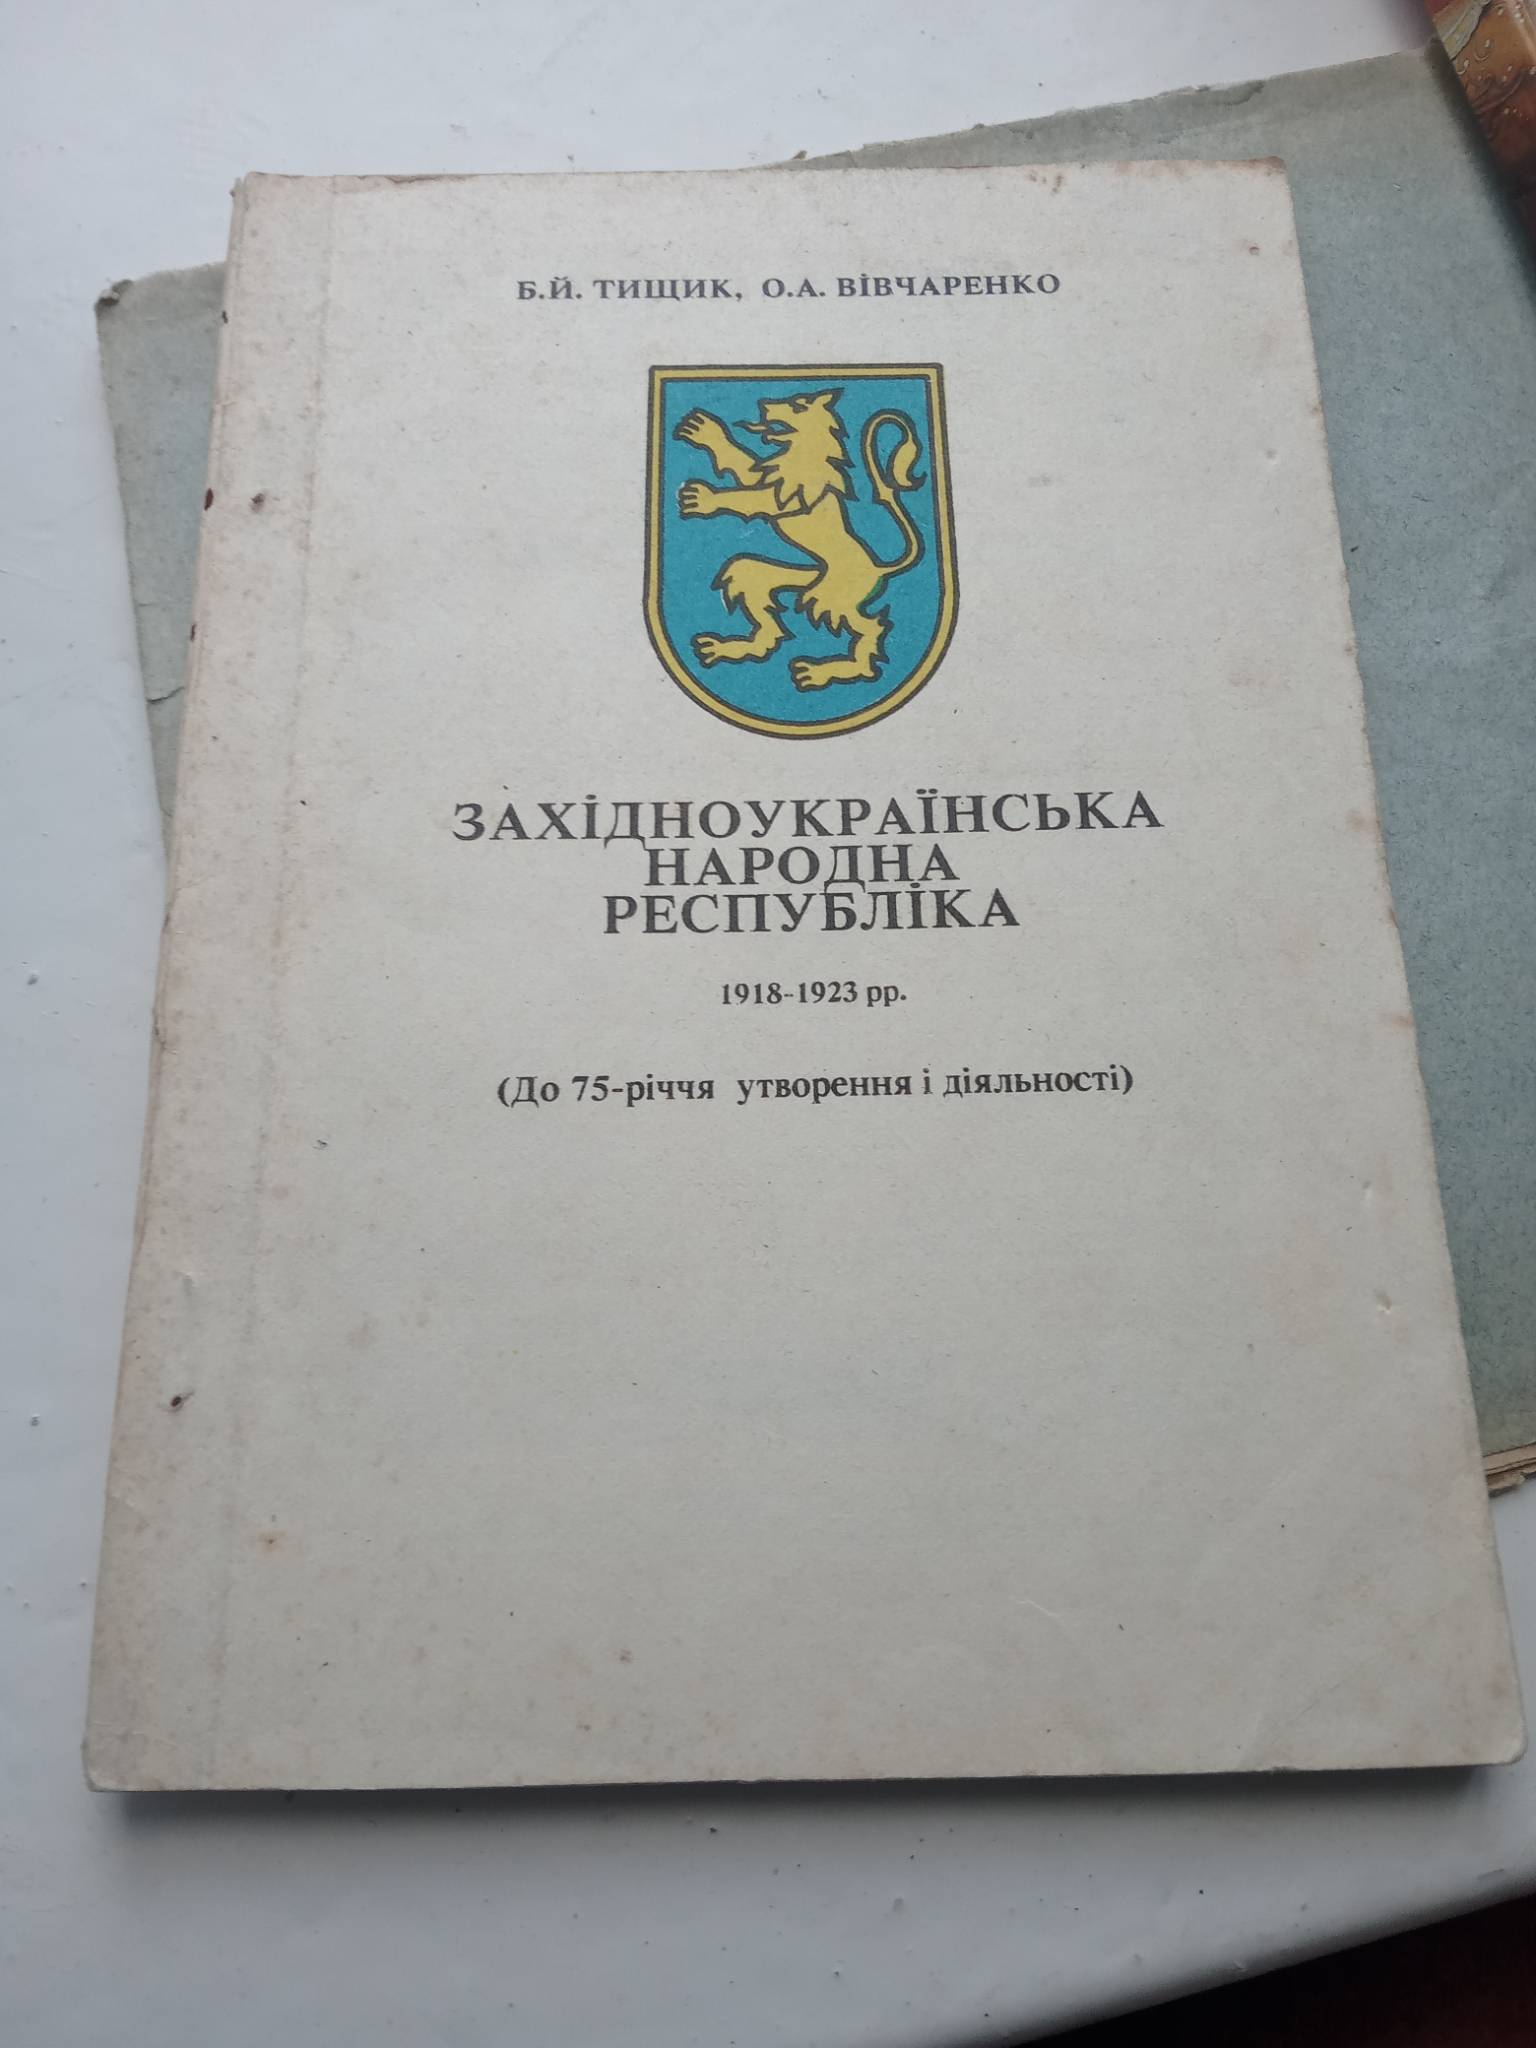 Б.Й. ТИЩИК, О.А. ВІВЧАРЕНКО
ЗАХІДНОУКРАЇНСЬКА
НАРОДНА
РЕСПУБЛІКА
1918-1923 рр.
(До 75-річчя утворення і діяльності)